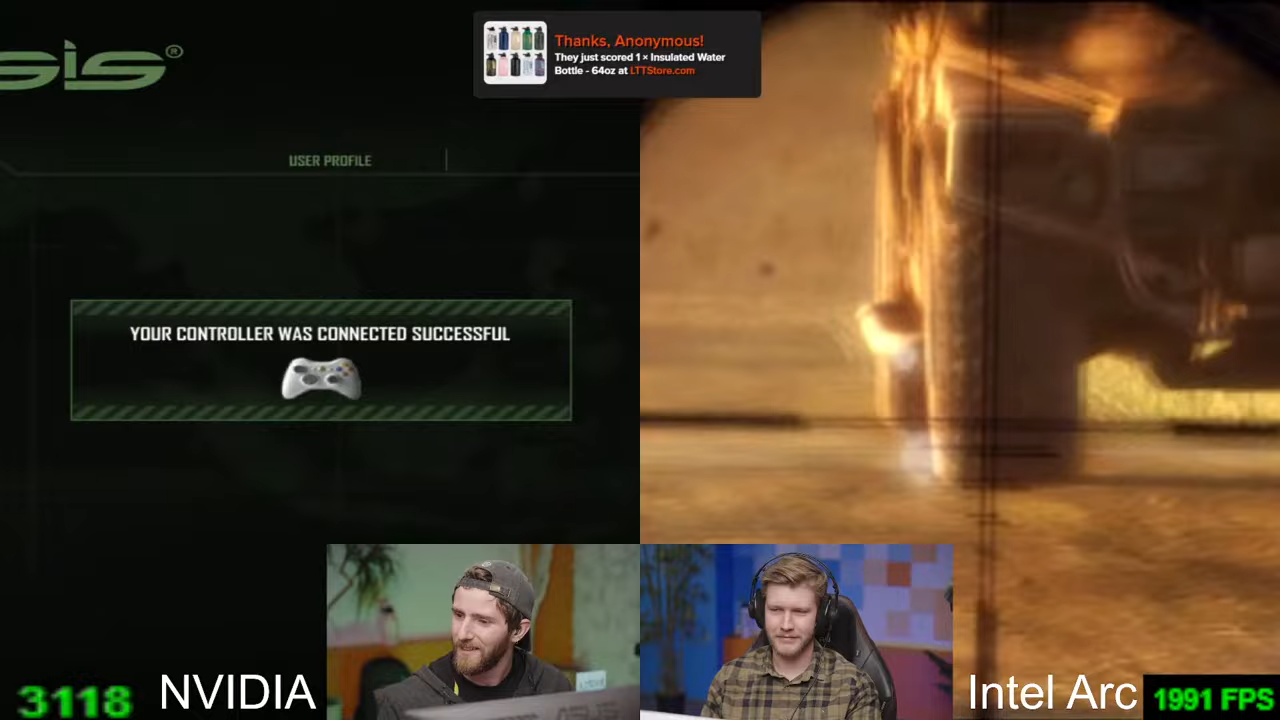 sis®
Thanks, Anonymous!
They just scored 1 × Insulated Water
Bottle - 64oz at LTTStore.com
USER PROFILE
YOUR CONTROLLER WAS CONNECTED SUCCESSFUL
3118
NVIDIA
Intel Arc
1991 FPS